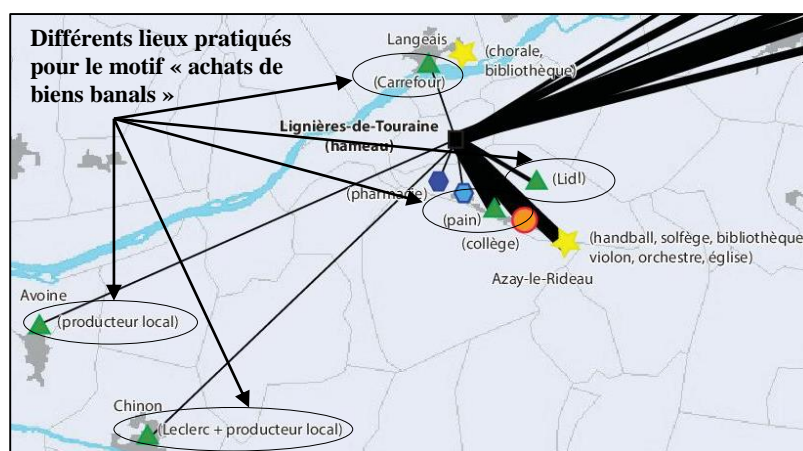 Différents lieux pratiqués
pour le motif « achats de
biens banals »
Langeais
(chorale,
bibliothèque)
(Carrefour)
Lignières-de-Touraine
(hameau)
(Lidl)
(pharmacie)
(pain)
(collège)
(handball, solfège, bibliothèque
violon, orchestre, église)
Azay-le-Rideau
Avoine
(producteur local)
Chinon
(Leclerc + producteur local)